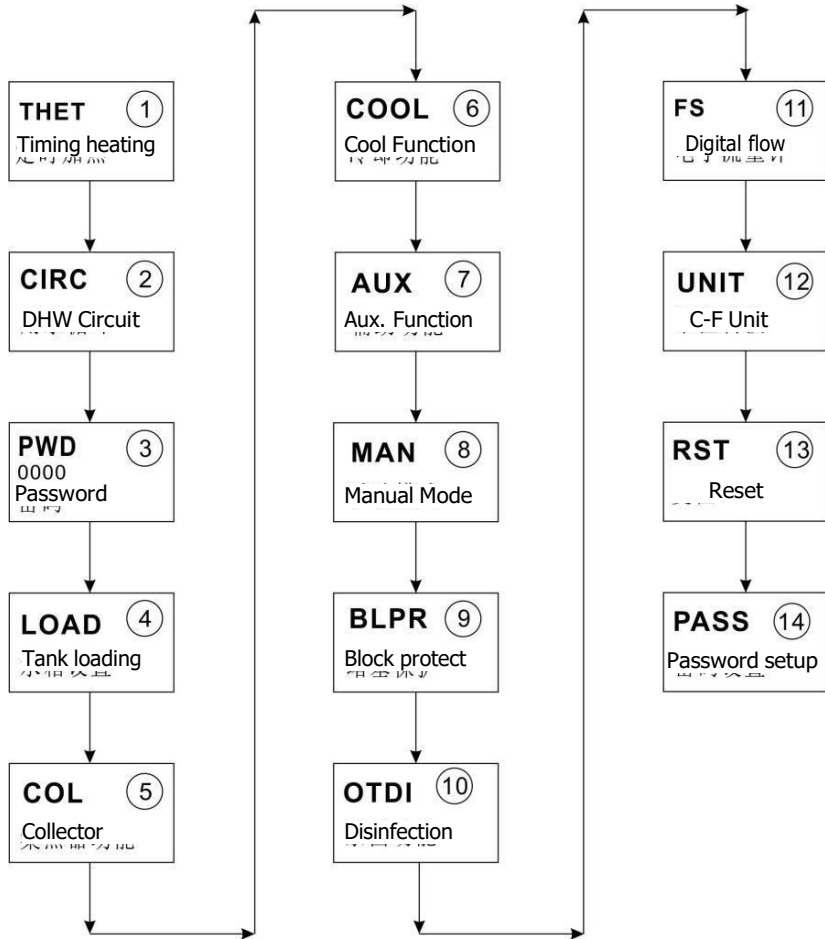 THET 1
Timing heating
CIRC 2
DHW Circuit
PWD 3
0000
Password
LOAD 4
Tank loading
COL 5
Collector
COOL 6
Cool Function
AUX 7
Aux. Function
MAN 8
Manual Mode
BLPR 9
Block protect
OTDI 10
Disinfection
FS 11
Digital flow
UNIT 12
C-F Unit
RST 13
Reset
PASS 14
Password setup